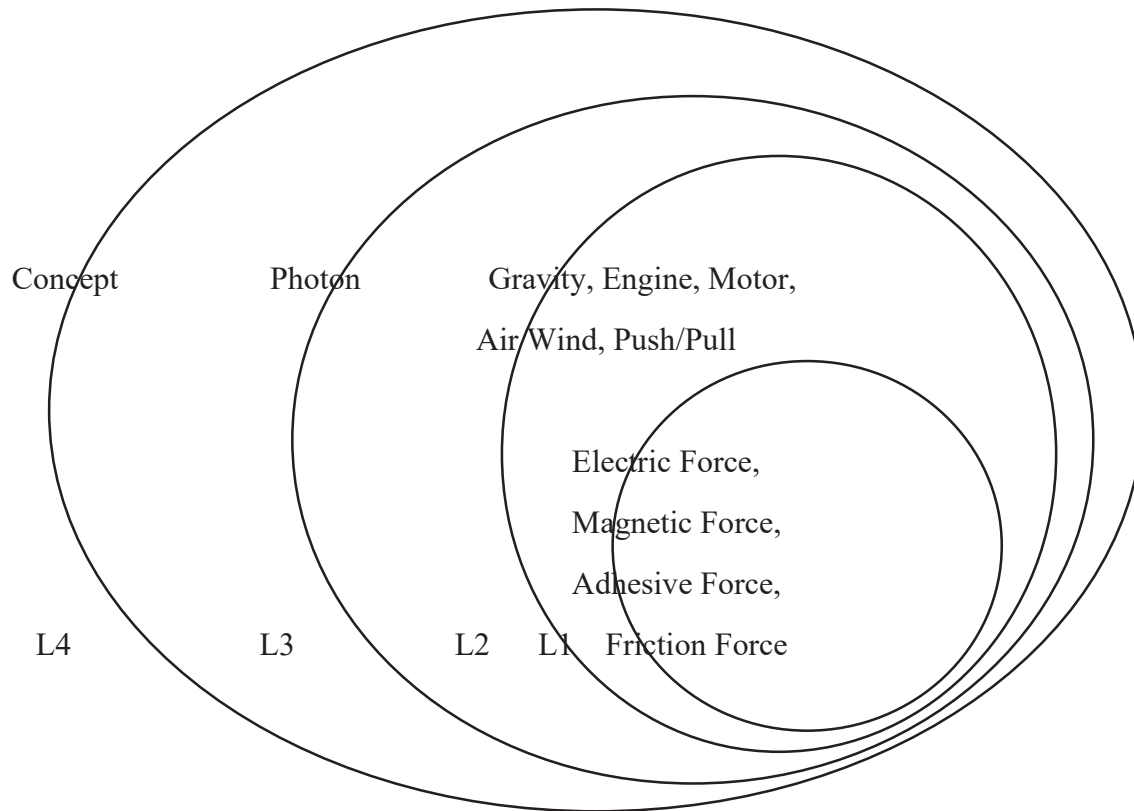 Concept Photon Gravity, Engine, Motor,
Air Wind, Push/Pull
Electric Force,
Magnetic Force,
Adhesive Force,
L4 L3 L2 L1 Friction Force